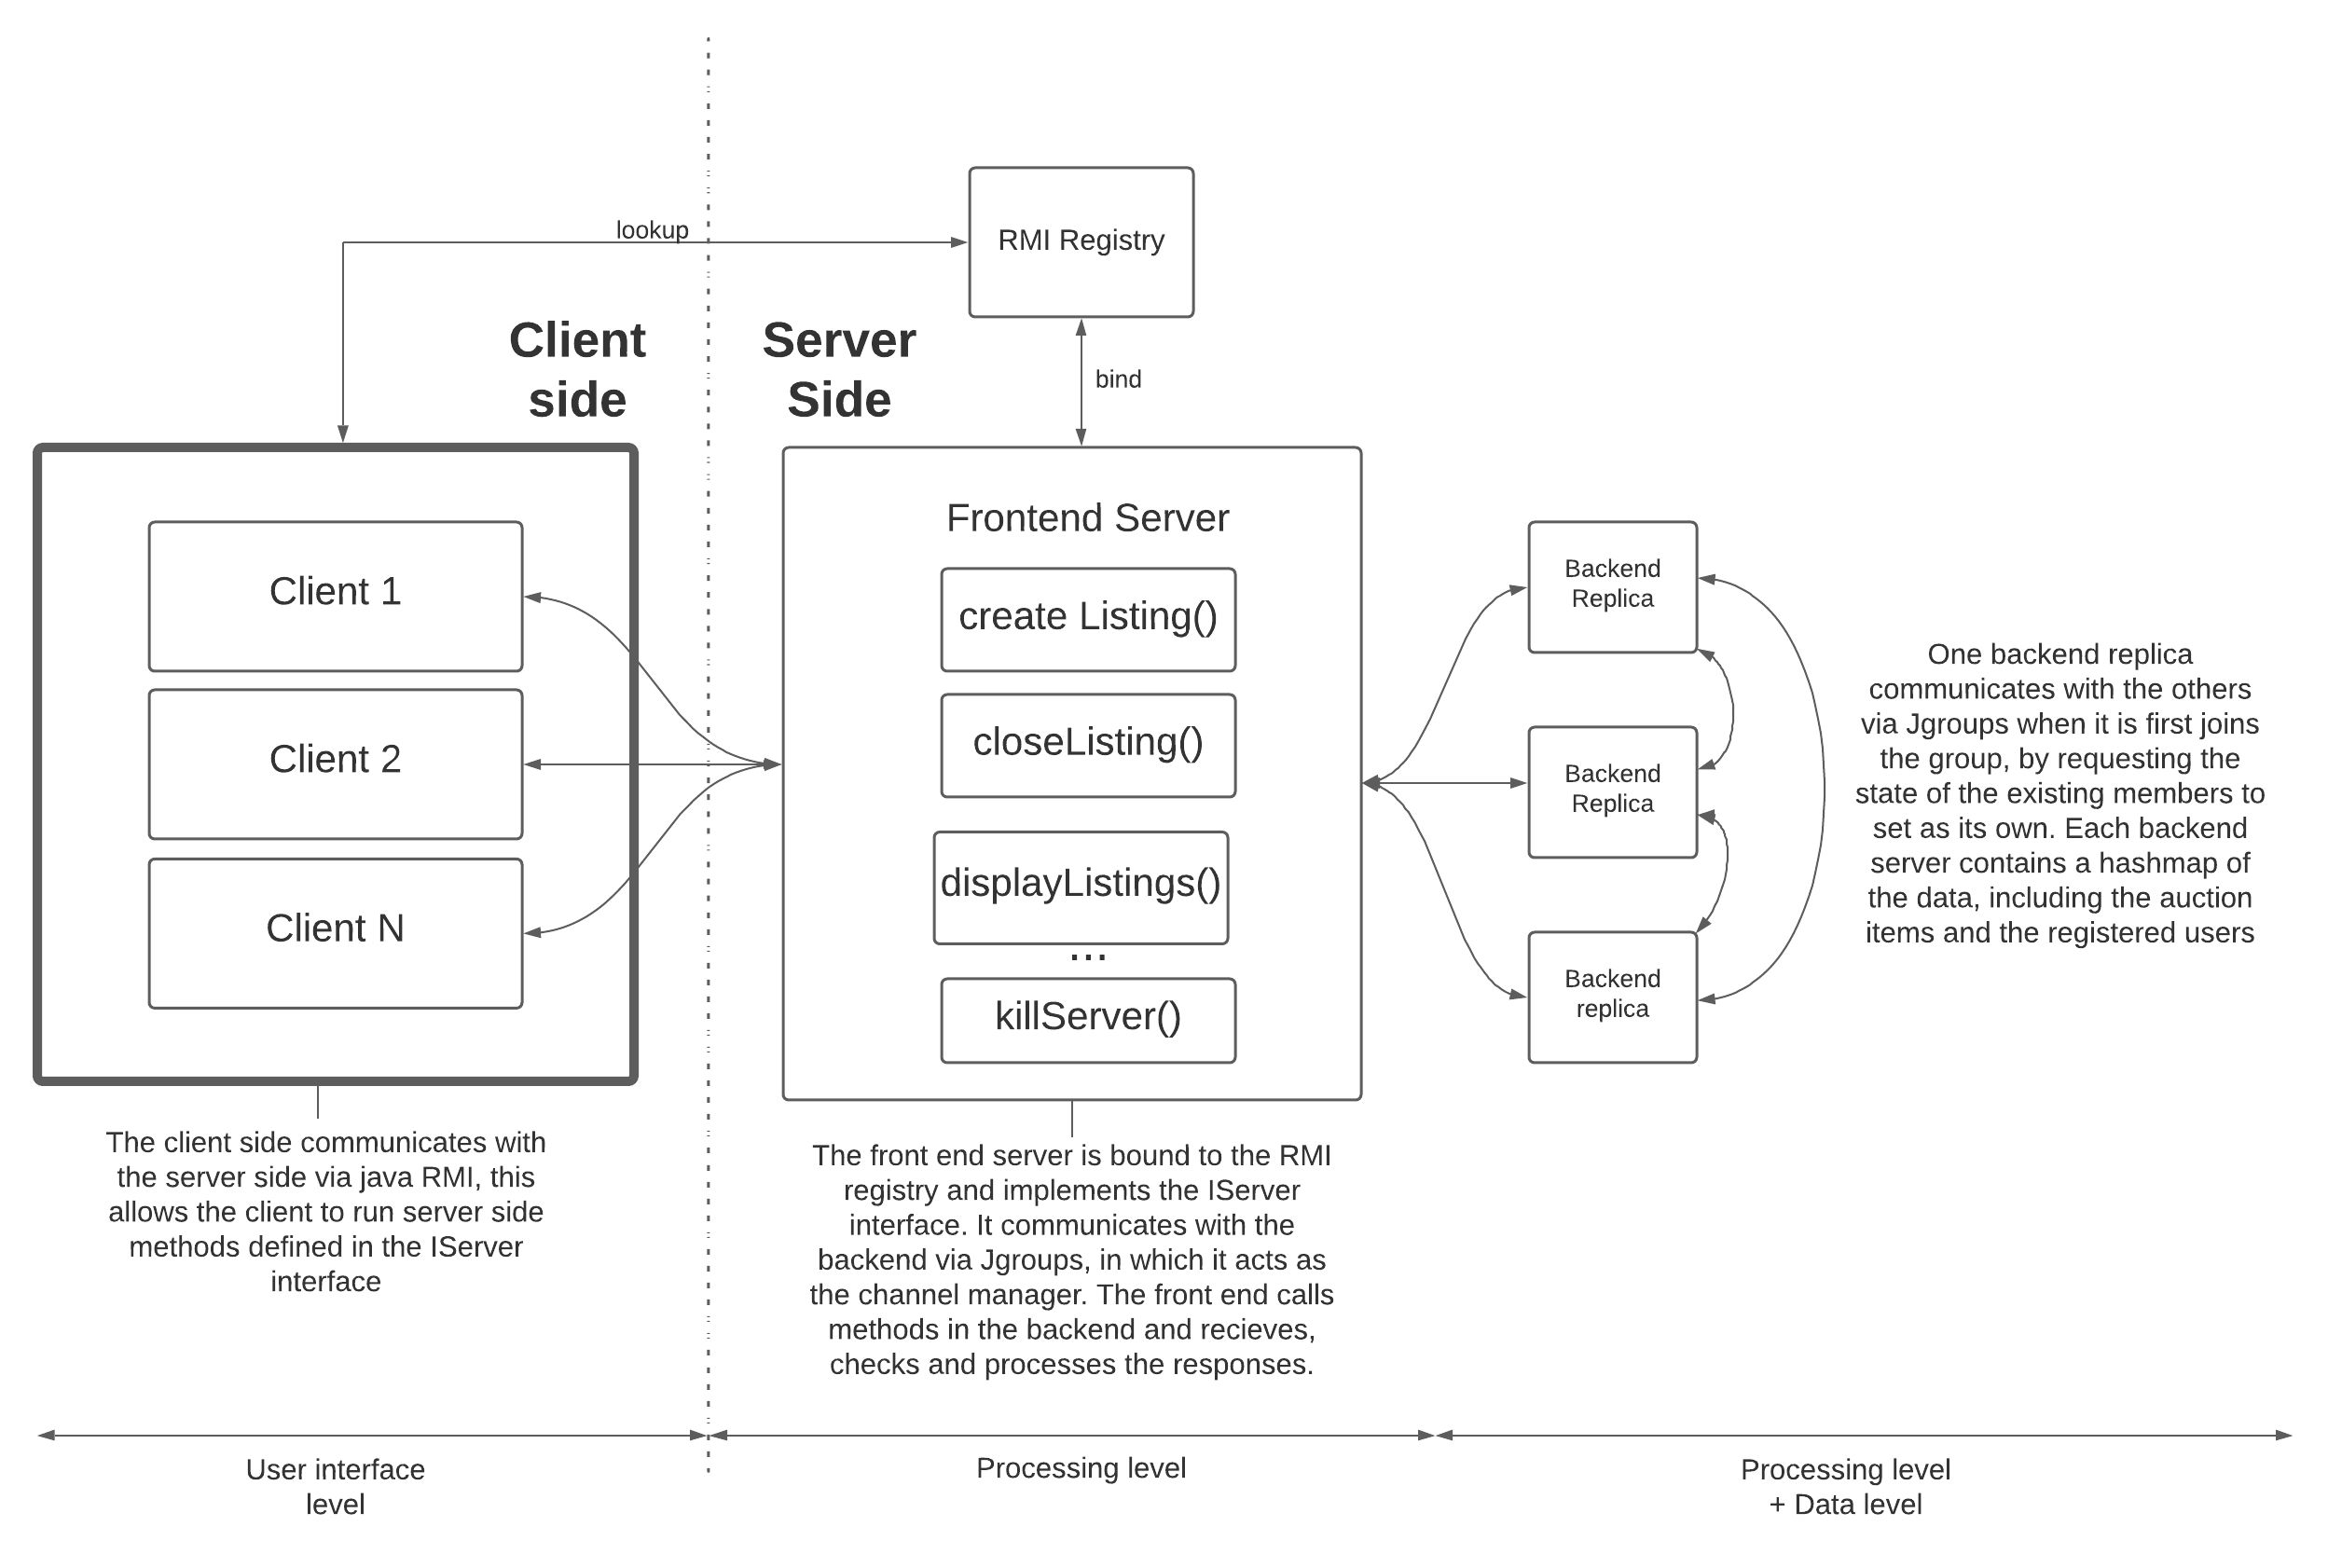 lookup
RMI Registry
Client
side
Server
Side
bind
Client 1
Client 2
Client N
Frontend Server
create Listing()
closeListing()
displayListings()
...
killServer()
Backend
Replica
Backend
Replica
Backend
replica
One backend replica
communicates with the others
via Jgroups when it is first joins
the group, by requesting the
state of the existing members to
set as its own. Each backend
server contains a hashmap of
the data, including the auction
items and the registered users
The client side communicates with
the server side via java RMI, this
allows the client to run server side
methods defined in the IServer
interface
The front end server is bound to the RMI
registry and implements the IServer
interface. It communicates with the
backend via Jgroups, in which it acts as
the channel manager. The front end calls
methods in the backend and recieves,
checks and processes the responses.
User interface
level
Processing level
Processing level
+ Data level